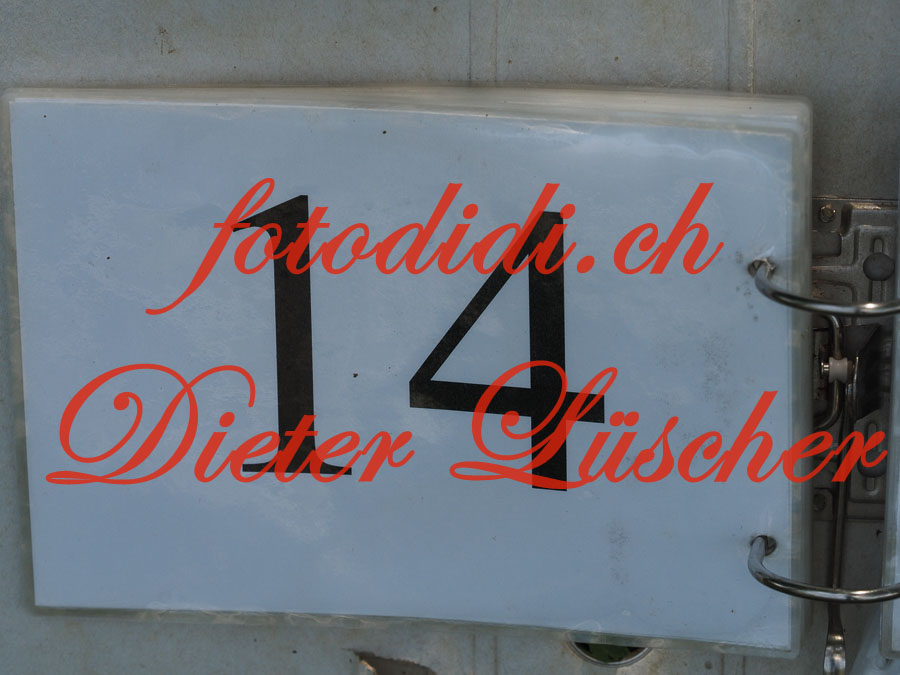 fotodidi.ch
14
Dieter Lüscher